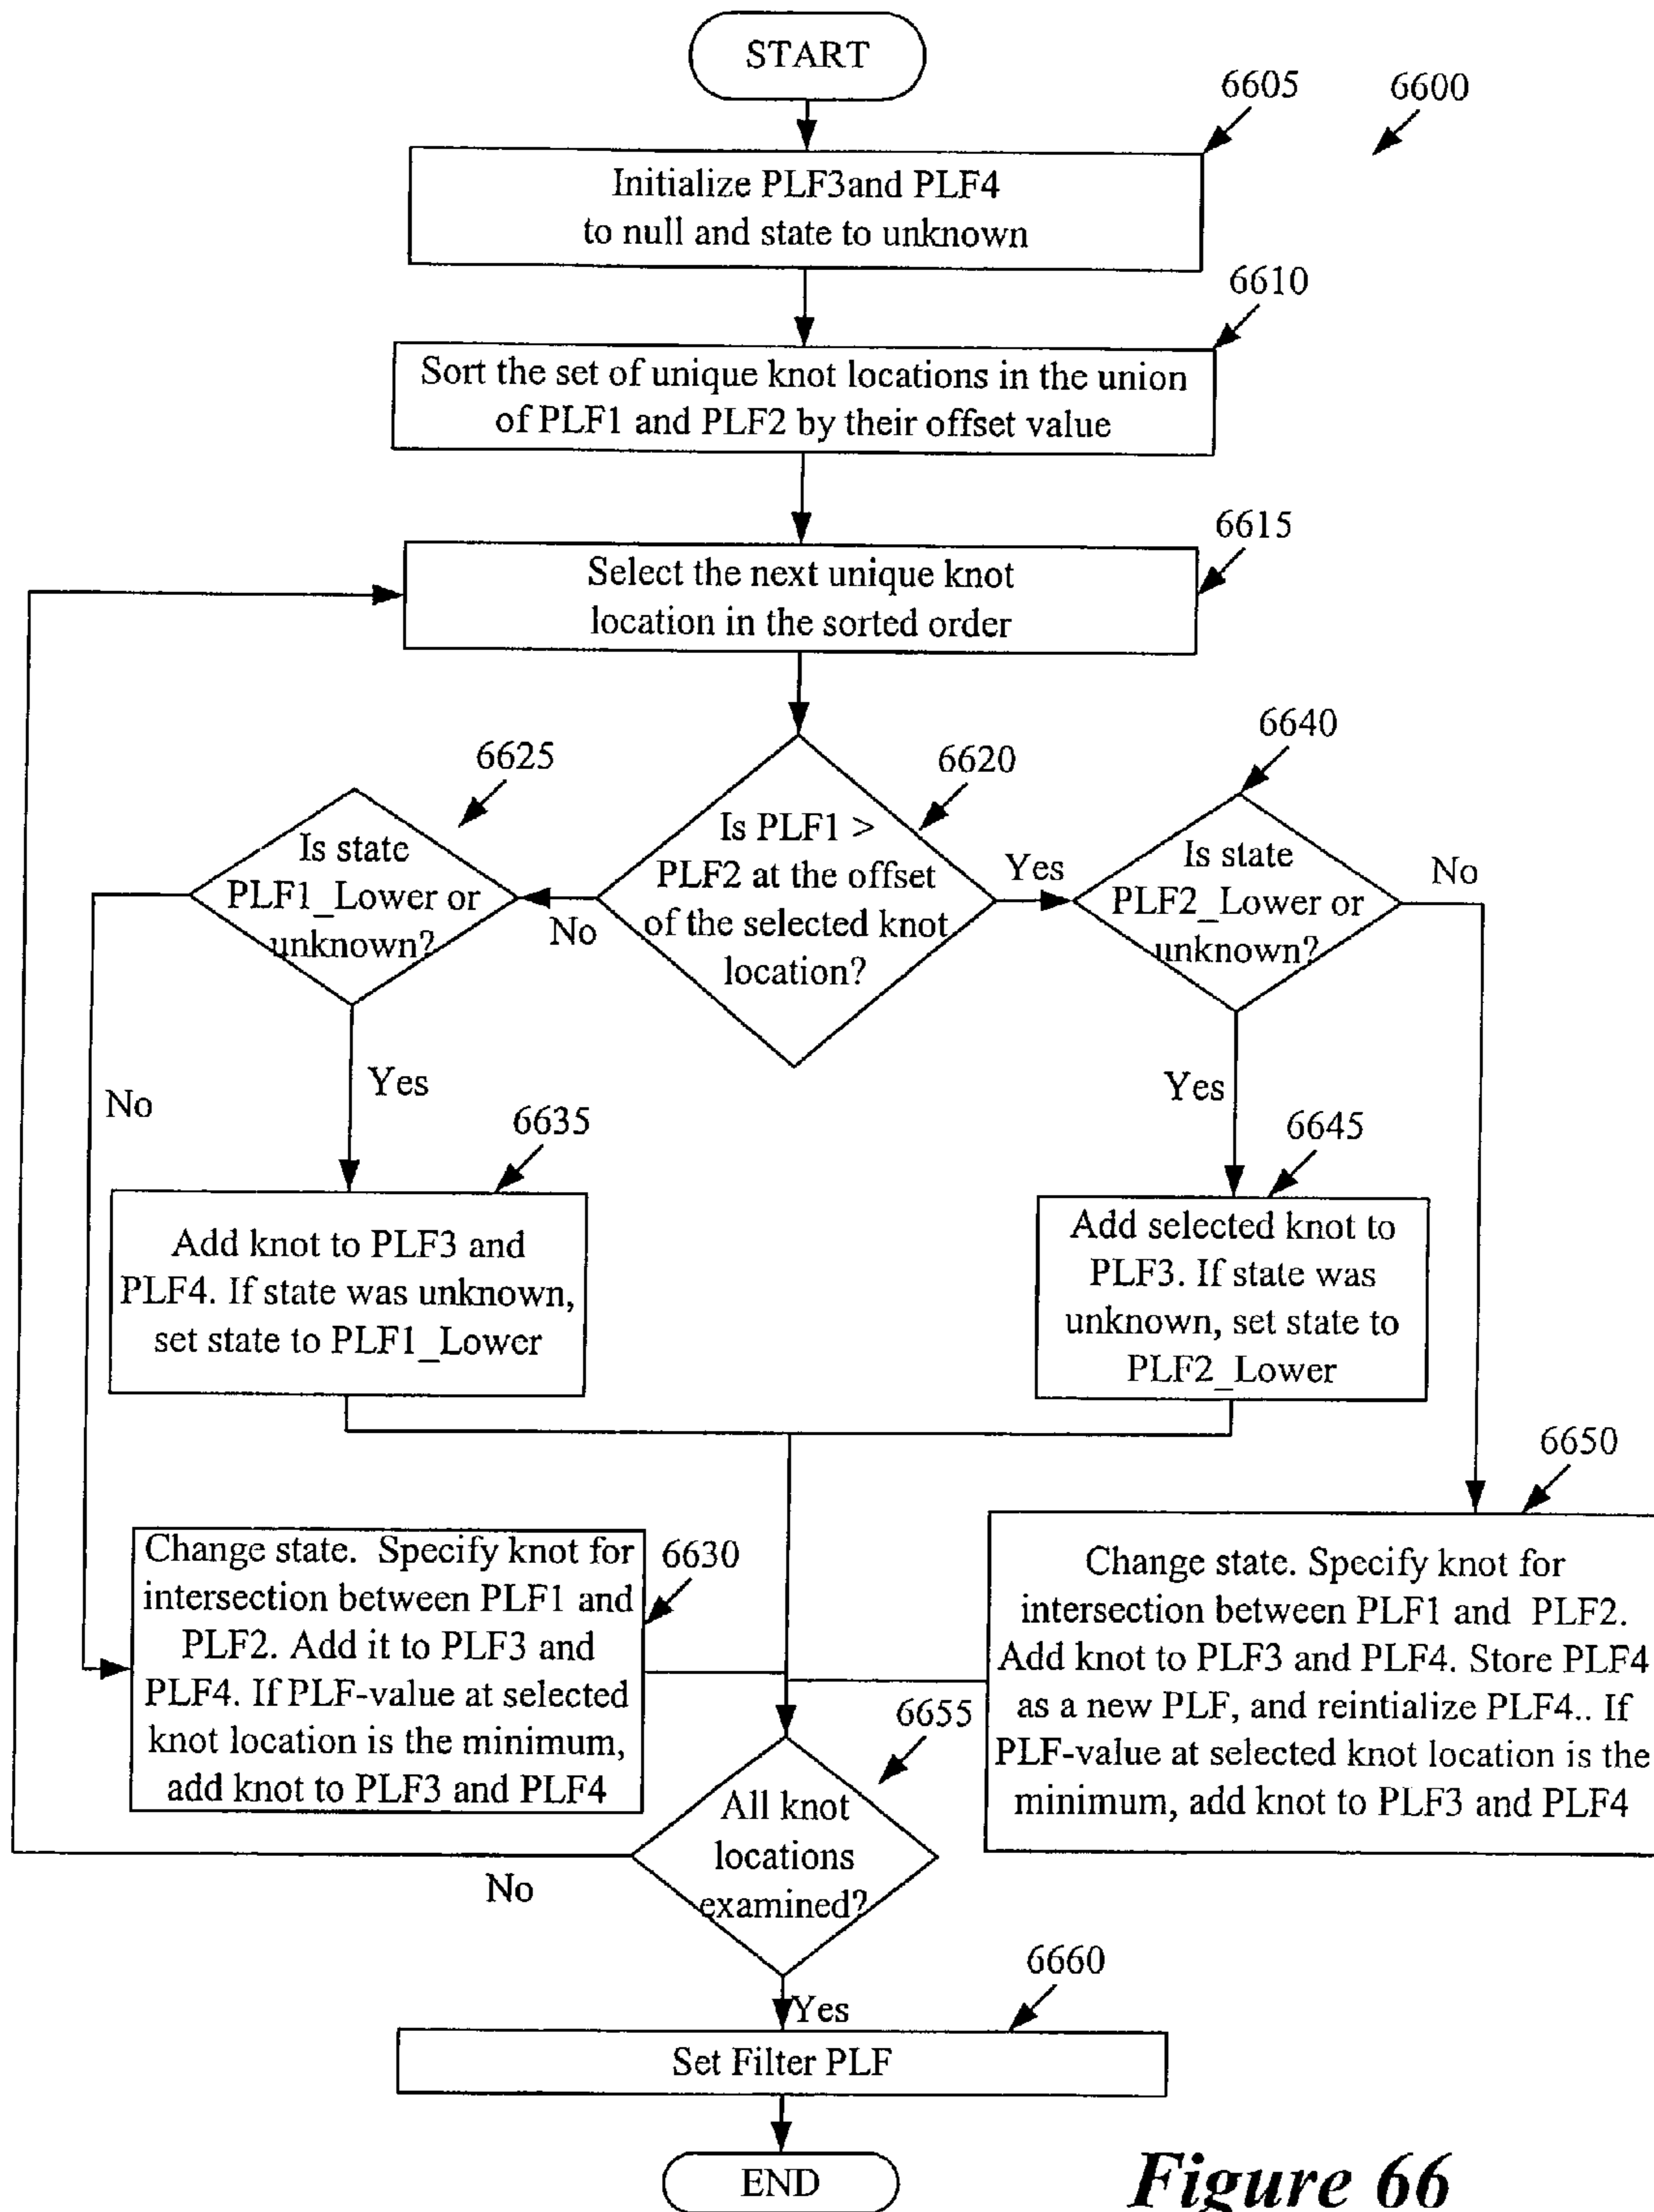 START
6605
6600
Initialize PLF3and PLF4
to null and state to unknown
6610
Sort the set of unique knot locations in the union
of PLF1 and PLF2 by their offset value
6615
Select the next unique knot
location in the sorted order
6625
6620
6640
Is state
PLF1_Lower or
unknown?
Is PLF1 >
PLF2 at the offset
of the selected knot
location?
Is state
PLF2_Lower or
unknown?
No
Yes
No
Yes
Yes
No
6635
6645
Add knot to PLF3 and
PLF4. If state was unknown,
set state to PLF1_Lower
Add selected knot to
PLF3. If state was
unknown, set state to
PLF2_Lower
6650
6630
Change state. Specify knot for
intersection between PLF1 and
PLF2. Add it to PLF3 and
PLF4. If PLF-value at selected
knot location is the minimum,
add knot to PLF3 and PLF4
Change state. Specify knot for
intersection between PLF1 and PLF2.
Add knot to PLF3 and PLF4. Store PLF4
as a new PLF, and reintialize PLF4.. If
PLF-value at selected knot location is the
minimum, add knot to PLF3 and PLF4
6655
All knot
locations
examined?
No
6660
Yes
Set Filter PLF
END
Figure 66